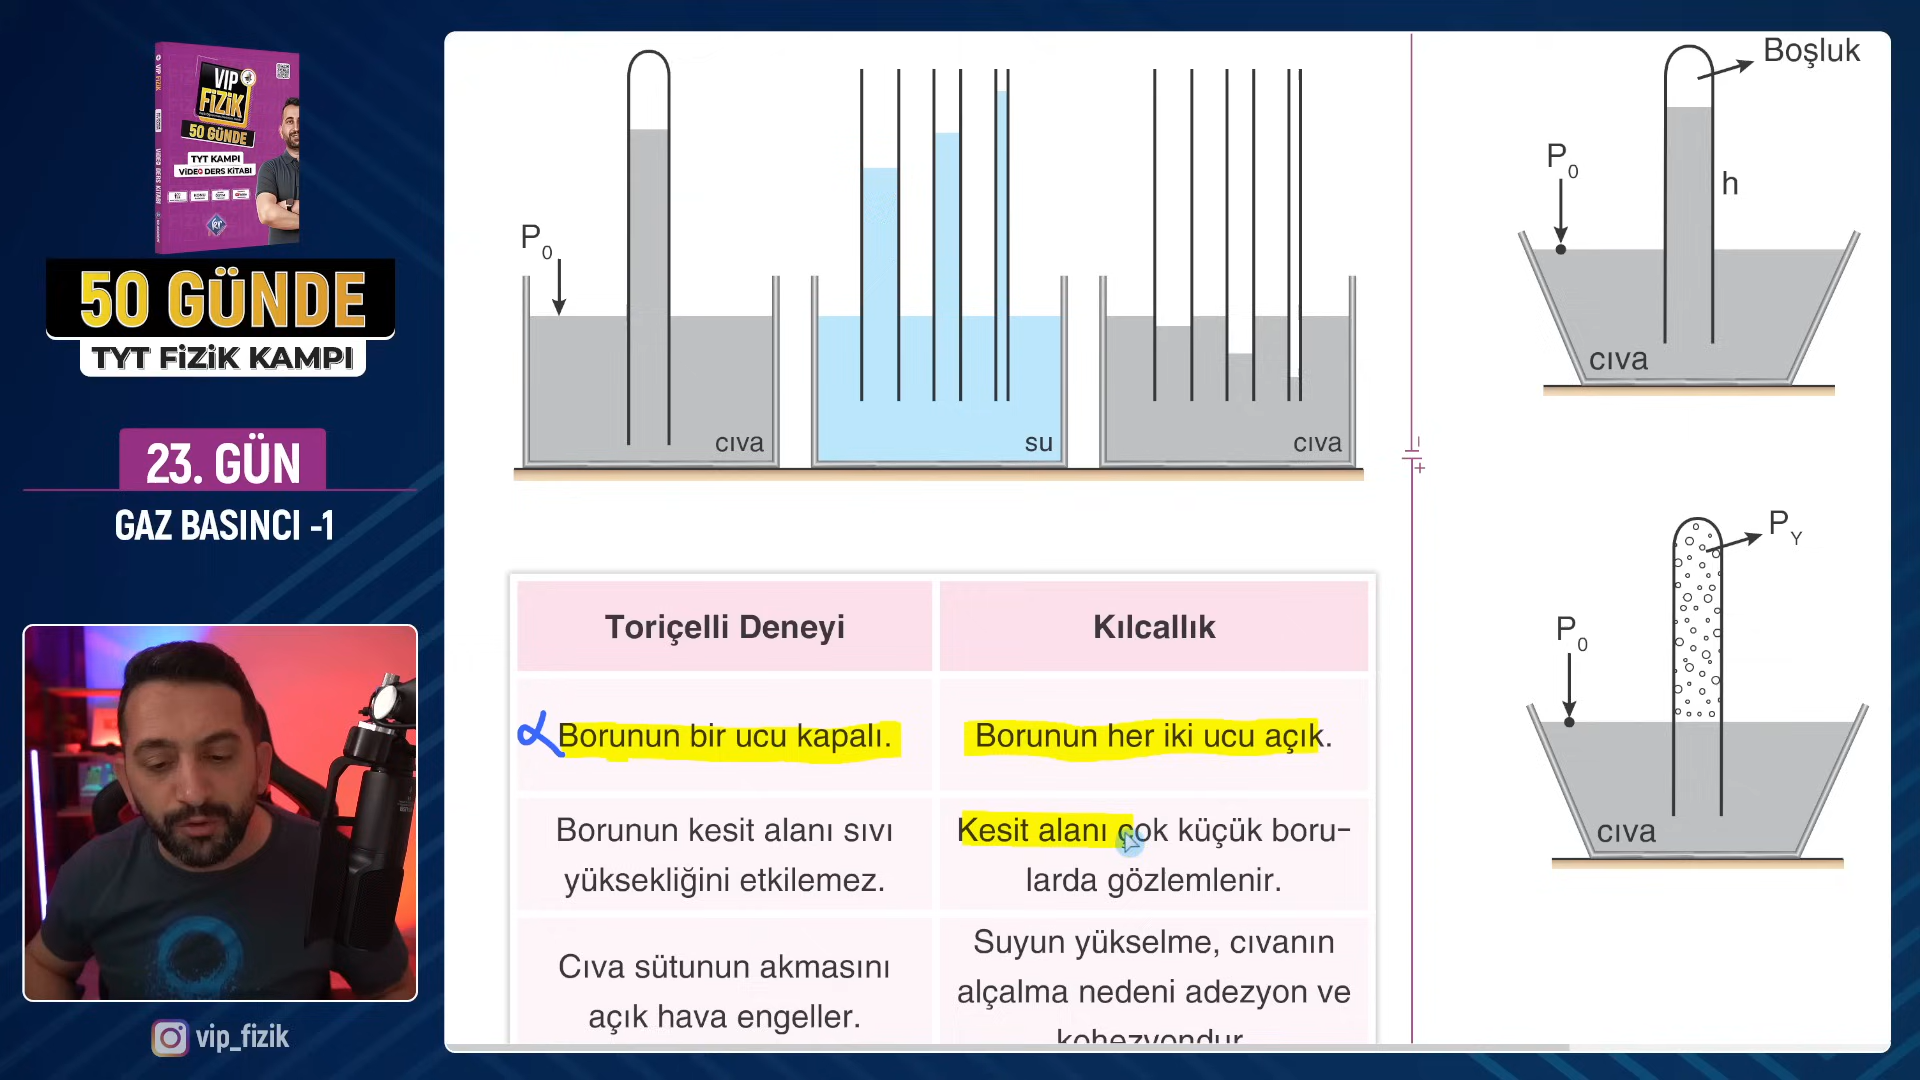 VIP
FİZİK
50 GÜNDE
TYT KAMPI
VİDEO DERS KİTABI
50 GÜNDE
TYT FİZİK KAMPI
23. GÜN
GAZ BASINCI -1
vip_fizik
P0
cıva
su
cıva
Toriçelli Deneyi
Kılcallık
Borunun bir ucu kapalı.
Borunun her iki ucu açık.
Borunun kesit alanı sıvı
yüksekliğini etkilemez.
Kesit alanı çok küçük boru-
larda gözlemlenir.
Cıva sütunun akmasını
açık hava engeller.
Suyun yükselme, cıvanın
alçalma nedeni adezyon ve
kohezyondur.
Boşluk
P0
h
cıva
PY
P0
cıva